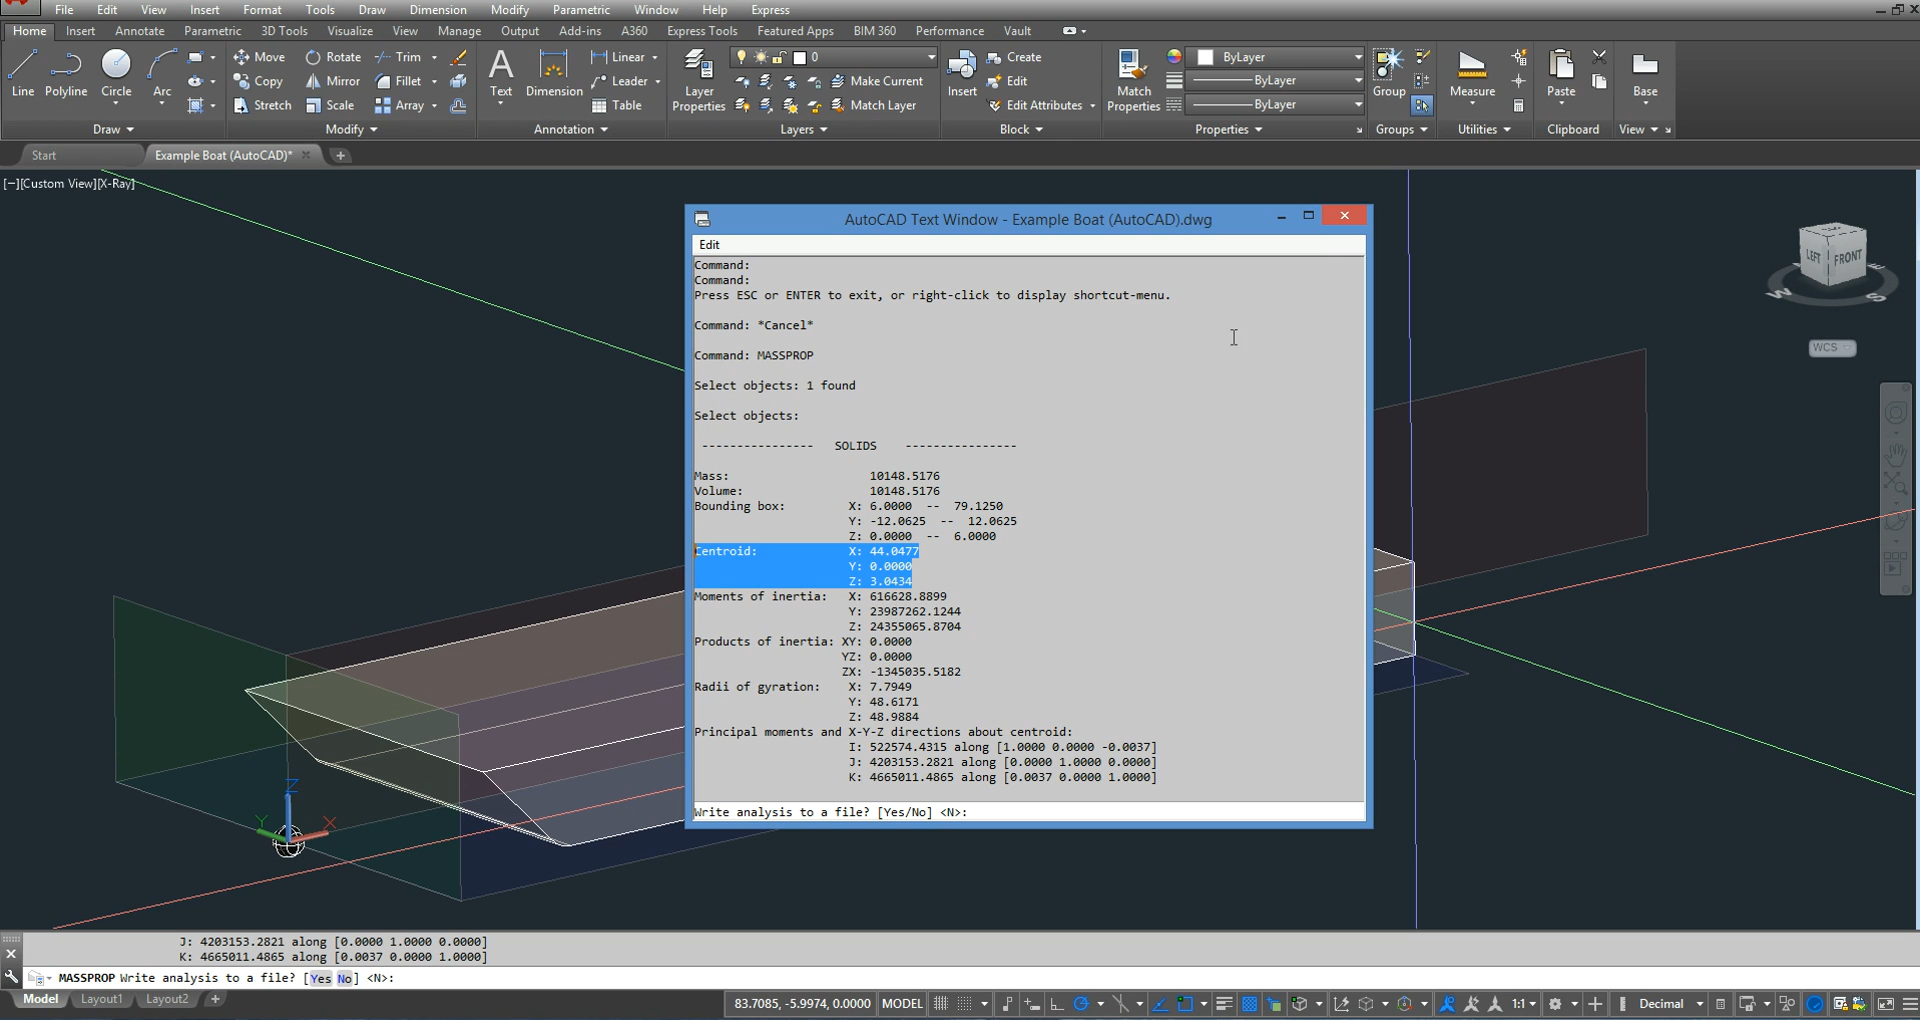 File Edit View Insert Format Tools Draw Dimension Modify Parametric Window Help Express
Home Insert Annotate Parametric 3D Tools Visualize View Manage Output Add-ins A360 Express Tools Featured Apps BIM 360 Performance Vault
Line Polyline Circle Arc
Move Rotate Trim
Copy Mirror Fillet
Stretch Scale Array
Text Dimension
Linear
Leader
Table
Layer Properties
0
Make Current
Match Layer
Insert
Create
Edit
Edit Attributes
Match Properties
ByLayer
ByLayer
ByLayer
Group
Measure
Paste
Base
Draw Modify Annotation Layers Block Properties Groups Utilities Clipboard View
Start Example Boat (AutoCAD)*
[−][Custom View][X-Ray]
AutoCAD Text Window - Example Boat (AutoCAD).dwg
Edit
Command:
Command:
Press ESC or ENTER to exit, or right-click to display shortcut-menu.
Command: *Cancel*
Command: MASSPROP
Select objects: 1 found
Select objects:
---------------- SOLIDS ----------------
Mass: 10148.5176
Volume: 10148.5176
Bounding box: X: 6.0000 -- 79.1250
Y: -12.0625 -- 12.0625
Z: 0.0000 -- 6.0000
Centroid: X: 44.0477
Y: 0.0000
Z: 3.0434
Moments of inertia: X: 616628.8899
Y: 23987262.1244
Z: 24355065.8704
Products of inertia: XY: 0.0000
YZ: 0.0000
ZX: -1345035.5182
Radii of gyration: X: 7.7949
Y: 48.6171
Z: 48.9884
Principal moments and X-Y-Z directions about centroid:
I: 522574.4315 along [1.0000 0.0000 -0.0037]
J: 4203153.2821 along [0.0000 1.0000 0.0000]
K: 4665011.4865 along [0.0037 0.0000 1.0000]
Write analysis to a file? [Yes/No] <N>:
LEFT FRONT
W S E
WCS
Z
Y X
J: 4203153.2821 along [0.0000 1.0000 0.0000]
K: 4665011.4865 along [0.0037 0.0000 1.0000]
MASSPROP Write analysis to a file? [Yes No] <N>:
Model Layout1 Layout2
83.7085, -5.9974, 0.0000 MODEL 1:1 Decimal